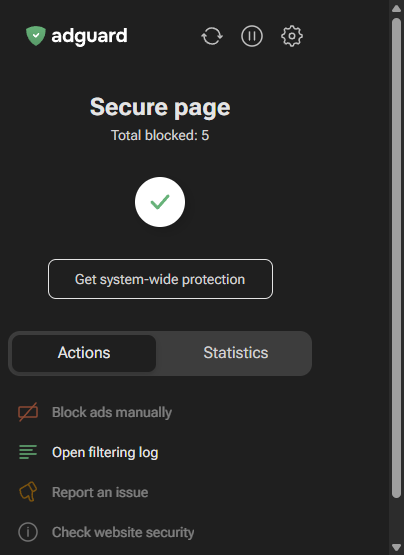 adguard
Secure page
Total blocked: 5
Get system-wide protection
Actions
Statistics
Block ads manually
Open filtering log
Report an issue
Check website security